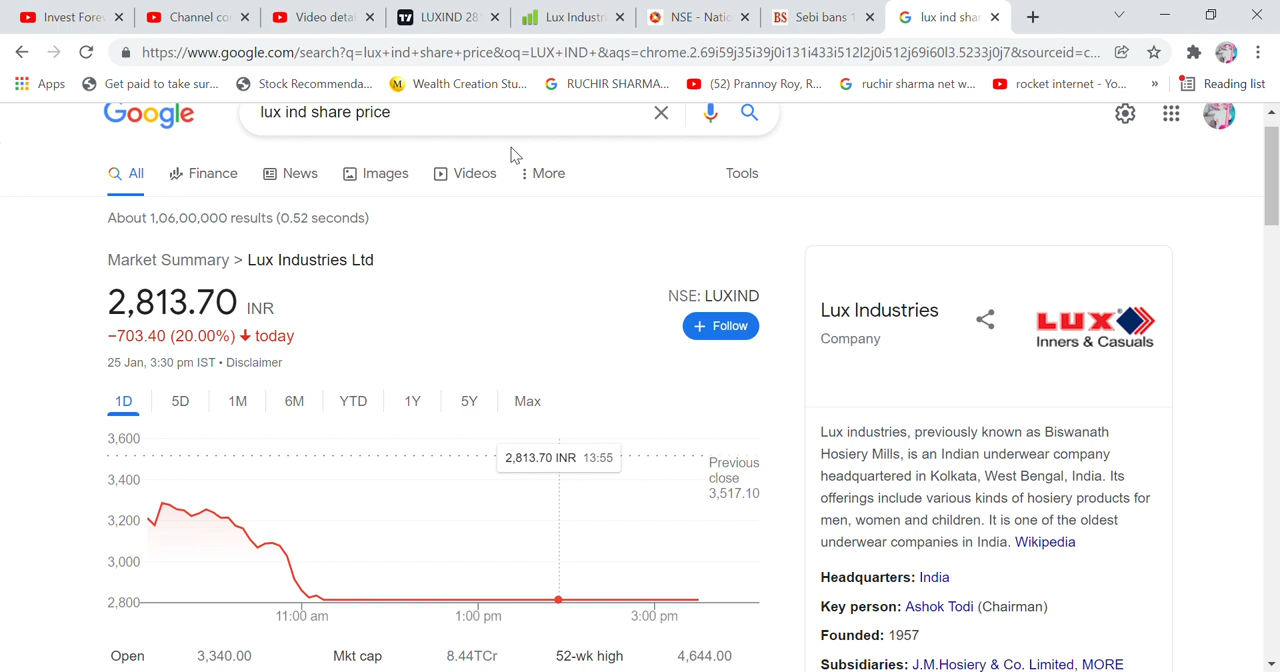 Invest Fore
Channel co
Video detai
LUXIND 28
Lux Industri
NSE - Natio
Sebi bans 1
lux ind shar
https://www.google.com/search?q=lux+ind+share+price&oq=LUX+IND+&aqs=chrome.2.69i59j35i39j0i131i433i512l2j0i512j69i60l3.5233j0j7&sourceid=c...
Apps
Get paid to take sur...
Stock Recommenda...
Wealth Creation Stu...
RUCHIR SHARMA...
(52) Prannoy Roy, R...
ruchir sharma net w...
rocket internet - Yo...
»
Reading list
Google
lux ind share price
All
Finance
News
Images
Videos
More
Tools
About 1,06,00,000 results (0.52 seconds)
Market Summary > Lux Industries Ltd
2,813.70 INR
−703.40 (20.00%) today
25 Jan, 3:30 pm IST • Disclaimer
NSE: LUXIND
+ Follow
1D
5D
1M
6M
YTD
1Y
5Y
Max
3,600
3,400
3,200
3,000
2,800
2,813.70 INR 13:55
Previous
close
3,517.10
11:00 am
1:00 pm
3:00 pm
Open 3,340.00
Mkt cap 8.44TCr
52-wk high 4,644.00
Lux Industries
Company
LUX
Inners & Casuals
Lux industries, previously known as Biswanath
Hosiery Mills, is an Indian underwear company
headquartered in Kolkata, West Bengal, India. Its
offerings include various kinds of hosiery products for
men, women and children. It is one of the oldest
underwear companies in India. Wikipedia
Headquarters: India
Key person: Ashok Todi (Chairman)
Founded: 1957
Subsidiaries: J.M.Hosiery & Co. Limited, MORE